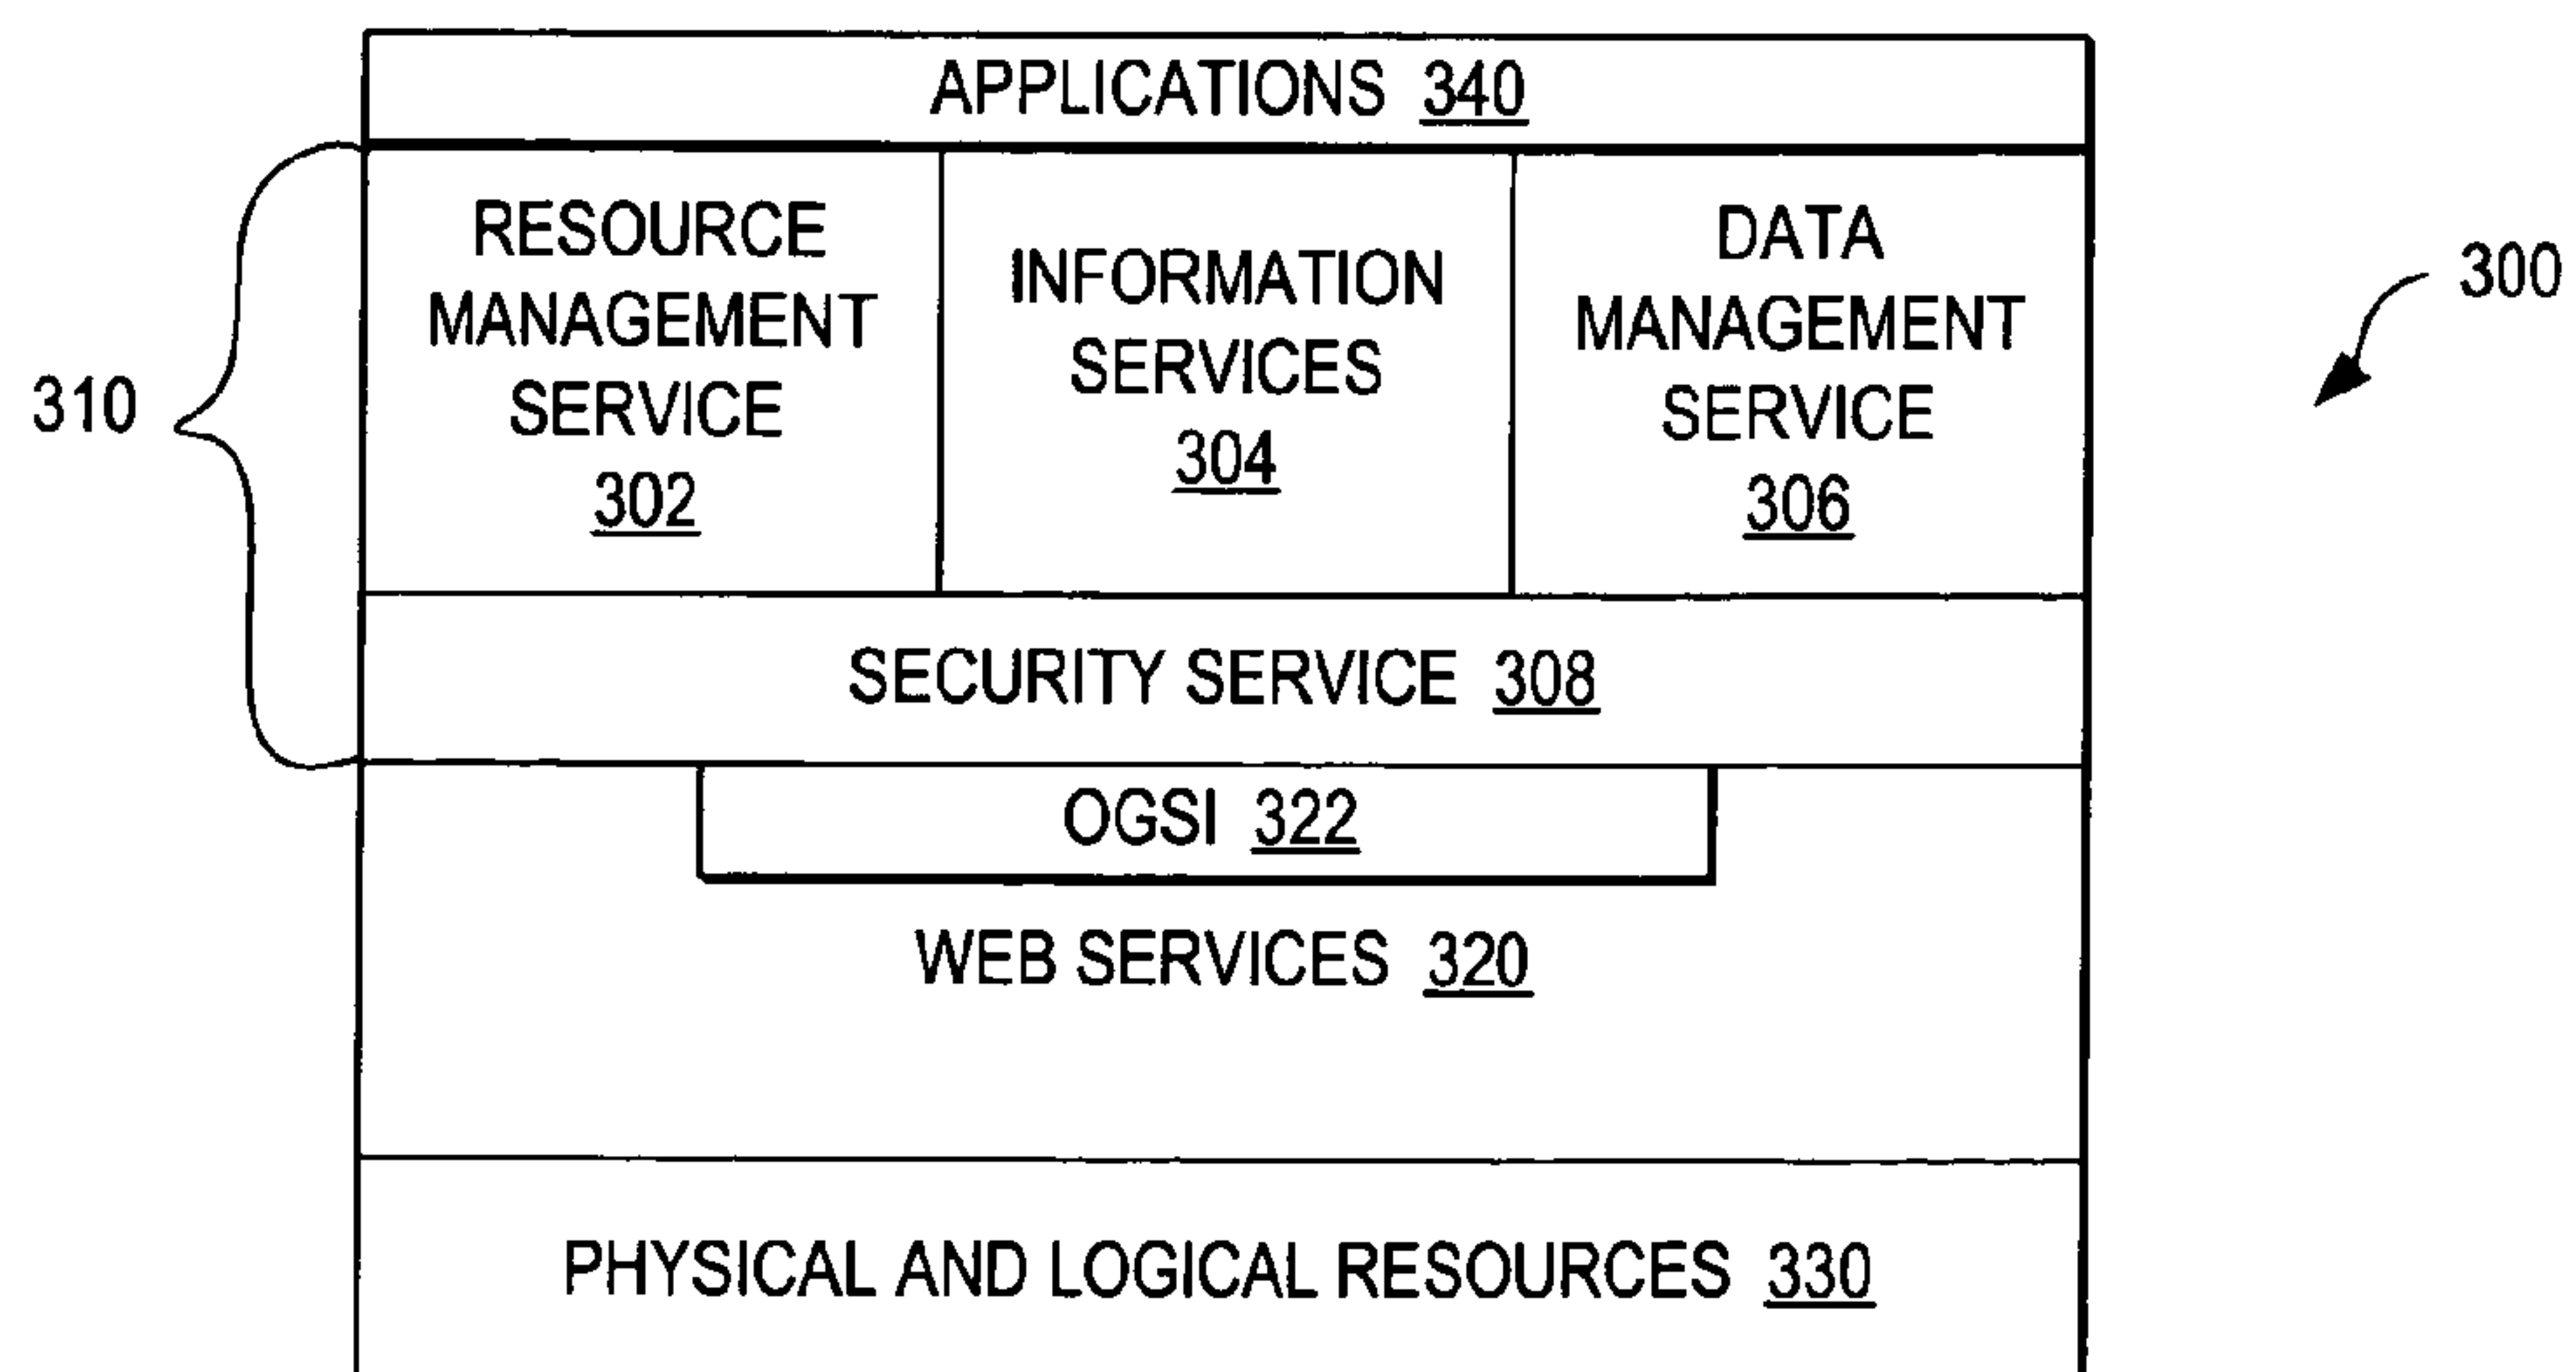 APPLICATIONS 340
RESOURCE
MANAGEMENT
SERVICE
302
INFORMATION
SERVICES
304
DATA
MANAGEMENT
SERVICE
306
300
310
SECURITY SERVICE 308
OGSI 322
WEB SERVICES 320
PHYSICAL AND LOGICAL RESOURCES 330